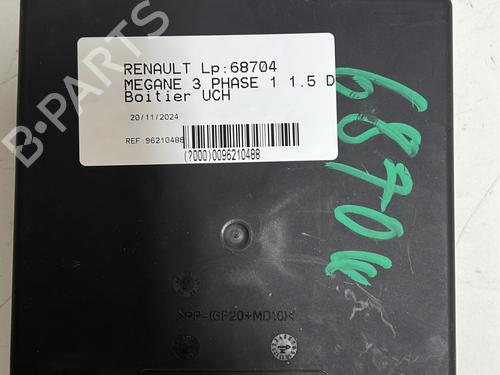 RENAULT Lp:68704
MEGANE 3 PHASE 1 1.5 D
Boitier UCH
20/11/2024
REF:96210488
(?000)0096210488
68704
>PP-(GF20+MD10)<
B-Parts